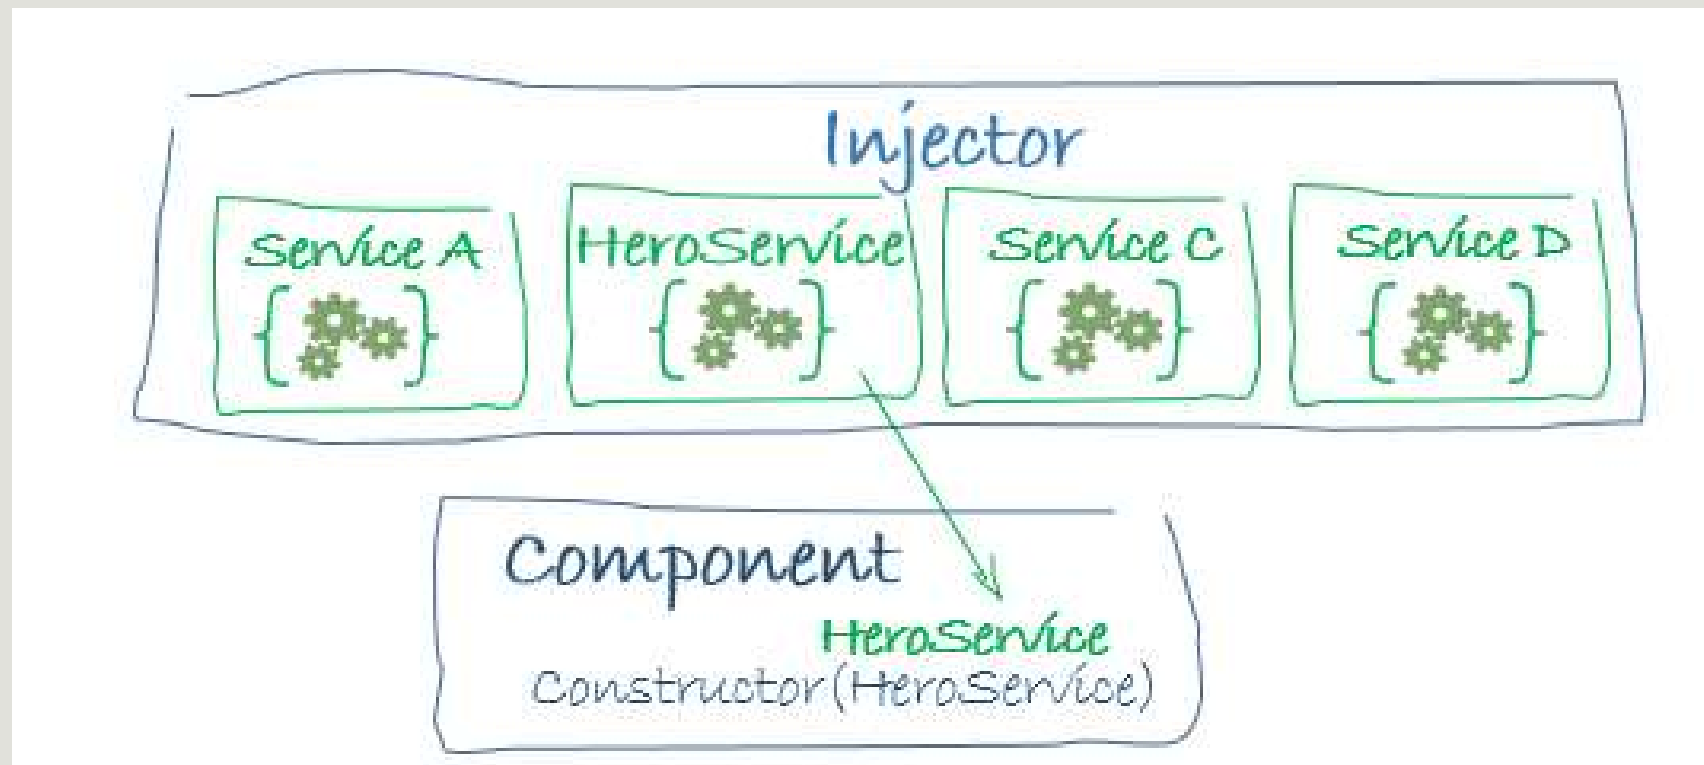 Injector
Service A
HeroService
Service C
Service D
Component
HeroService
Constructor(HeroService)